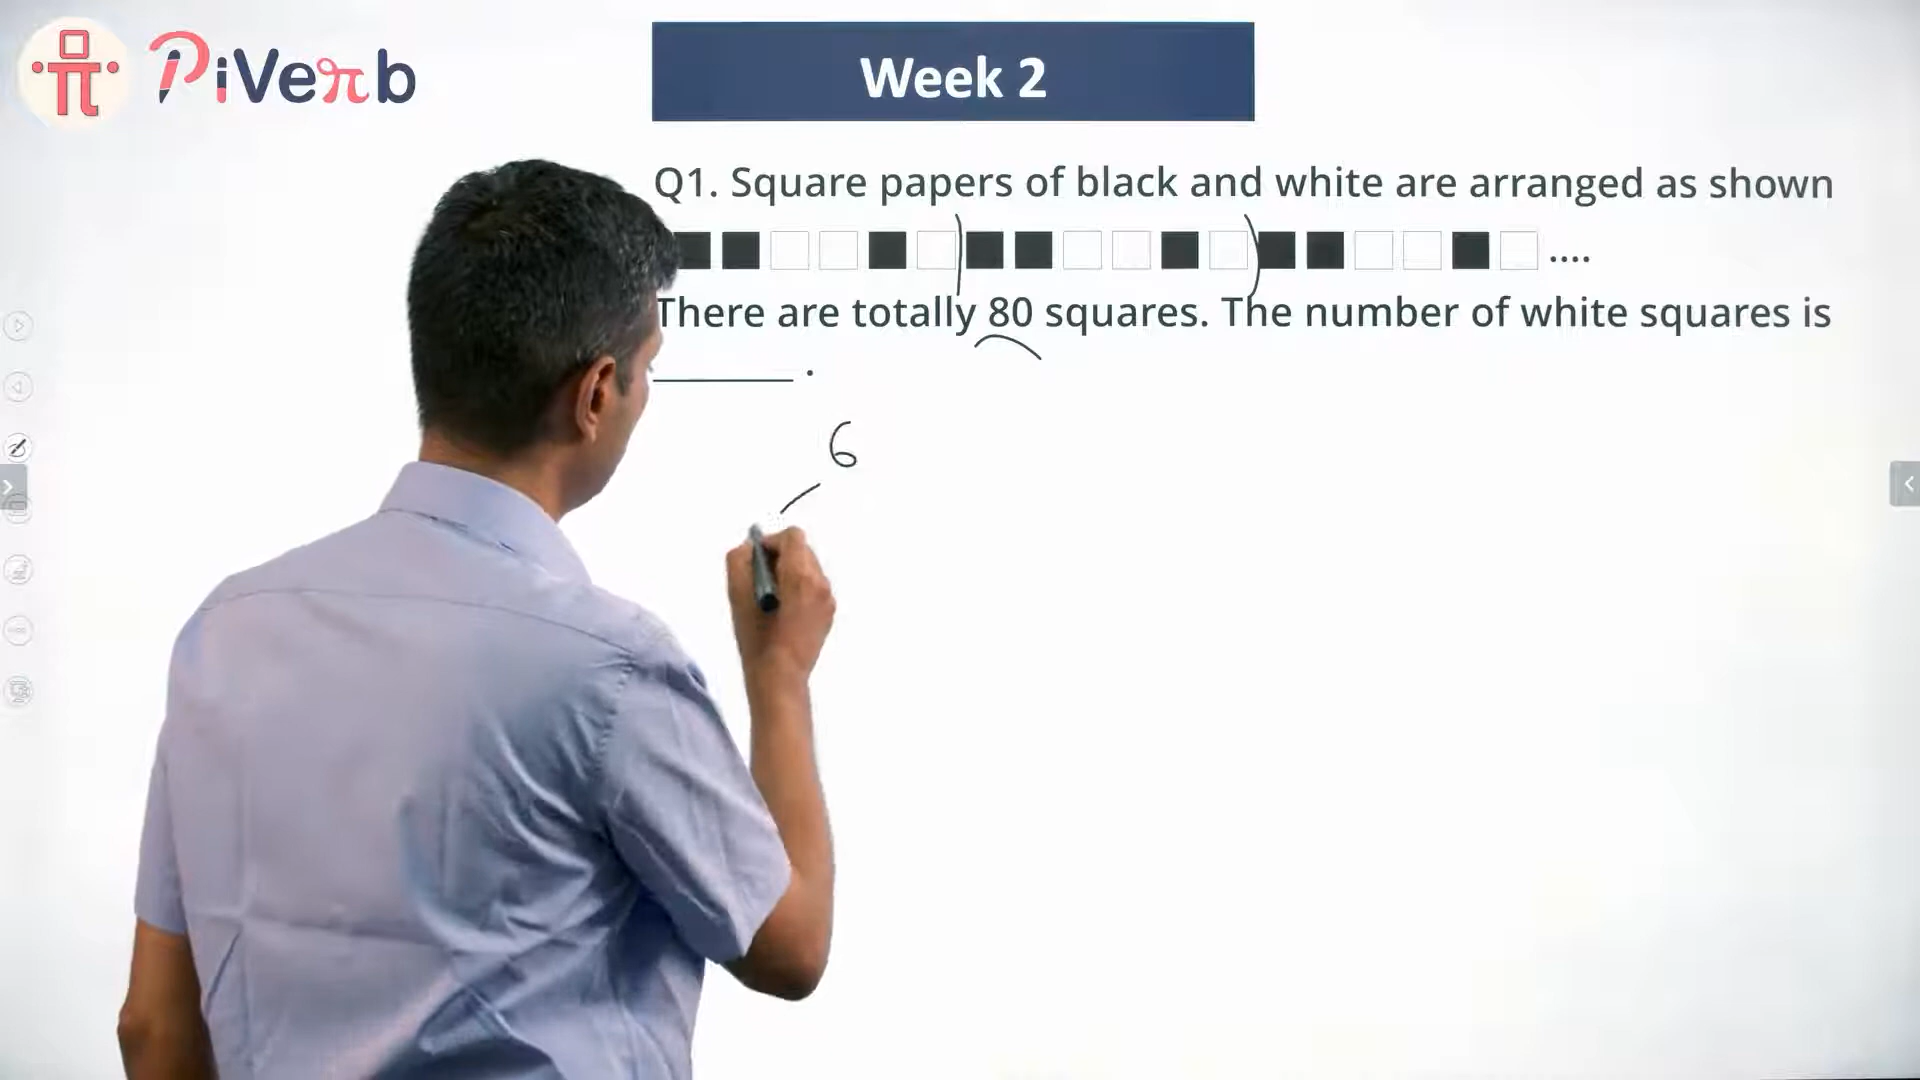 PiVerb
Week 2
Q1. Square papers of black and white are arranged as shown
....
There are totally 80 squares. The number of white squares is
______ .
6